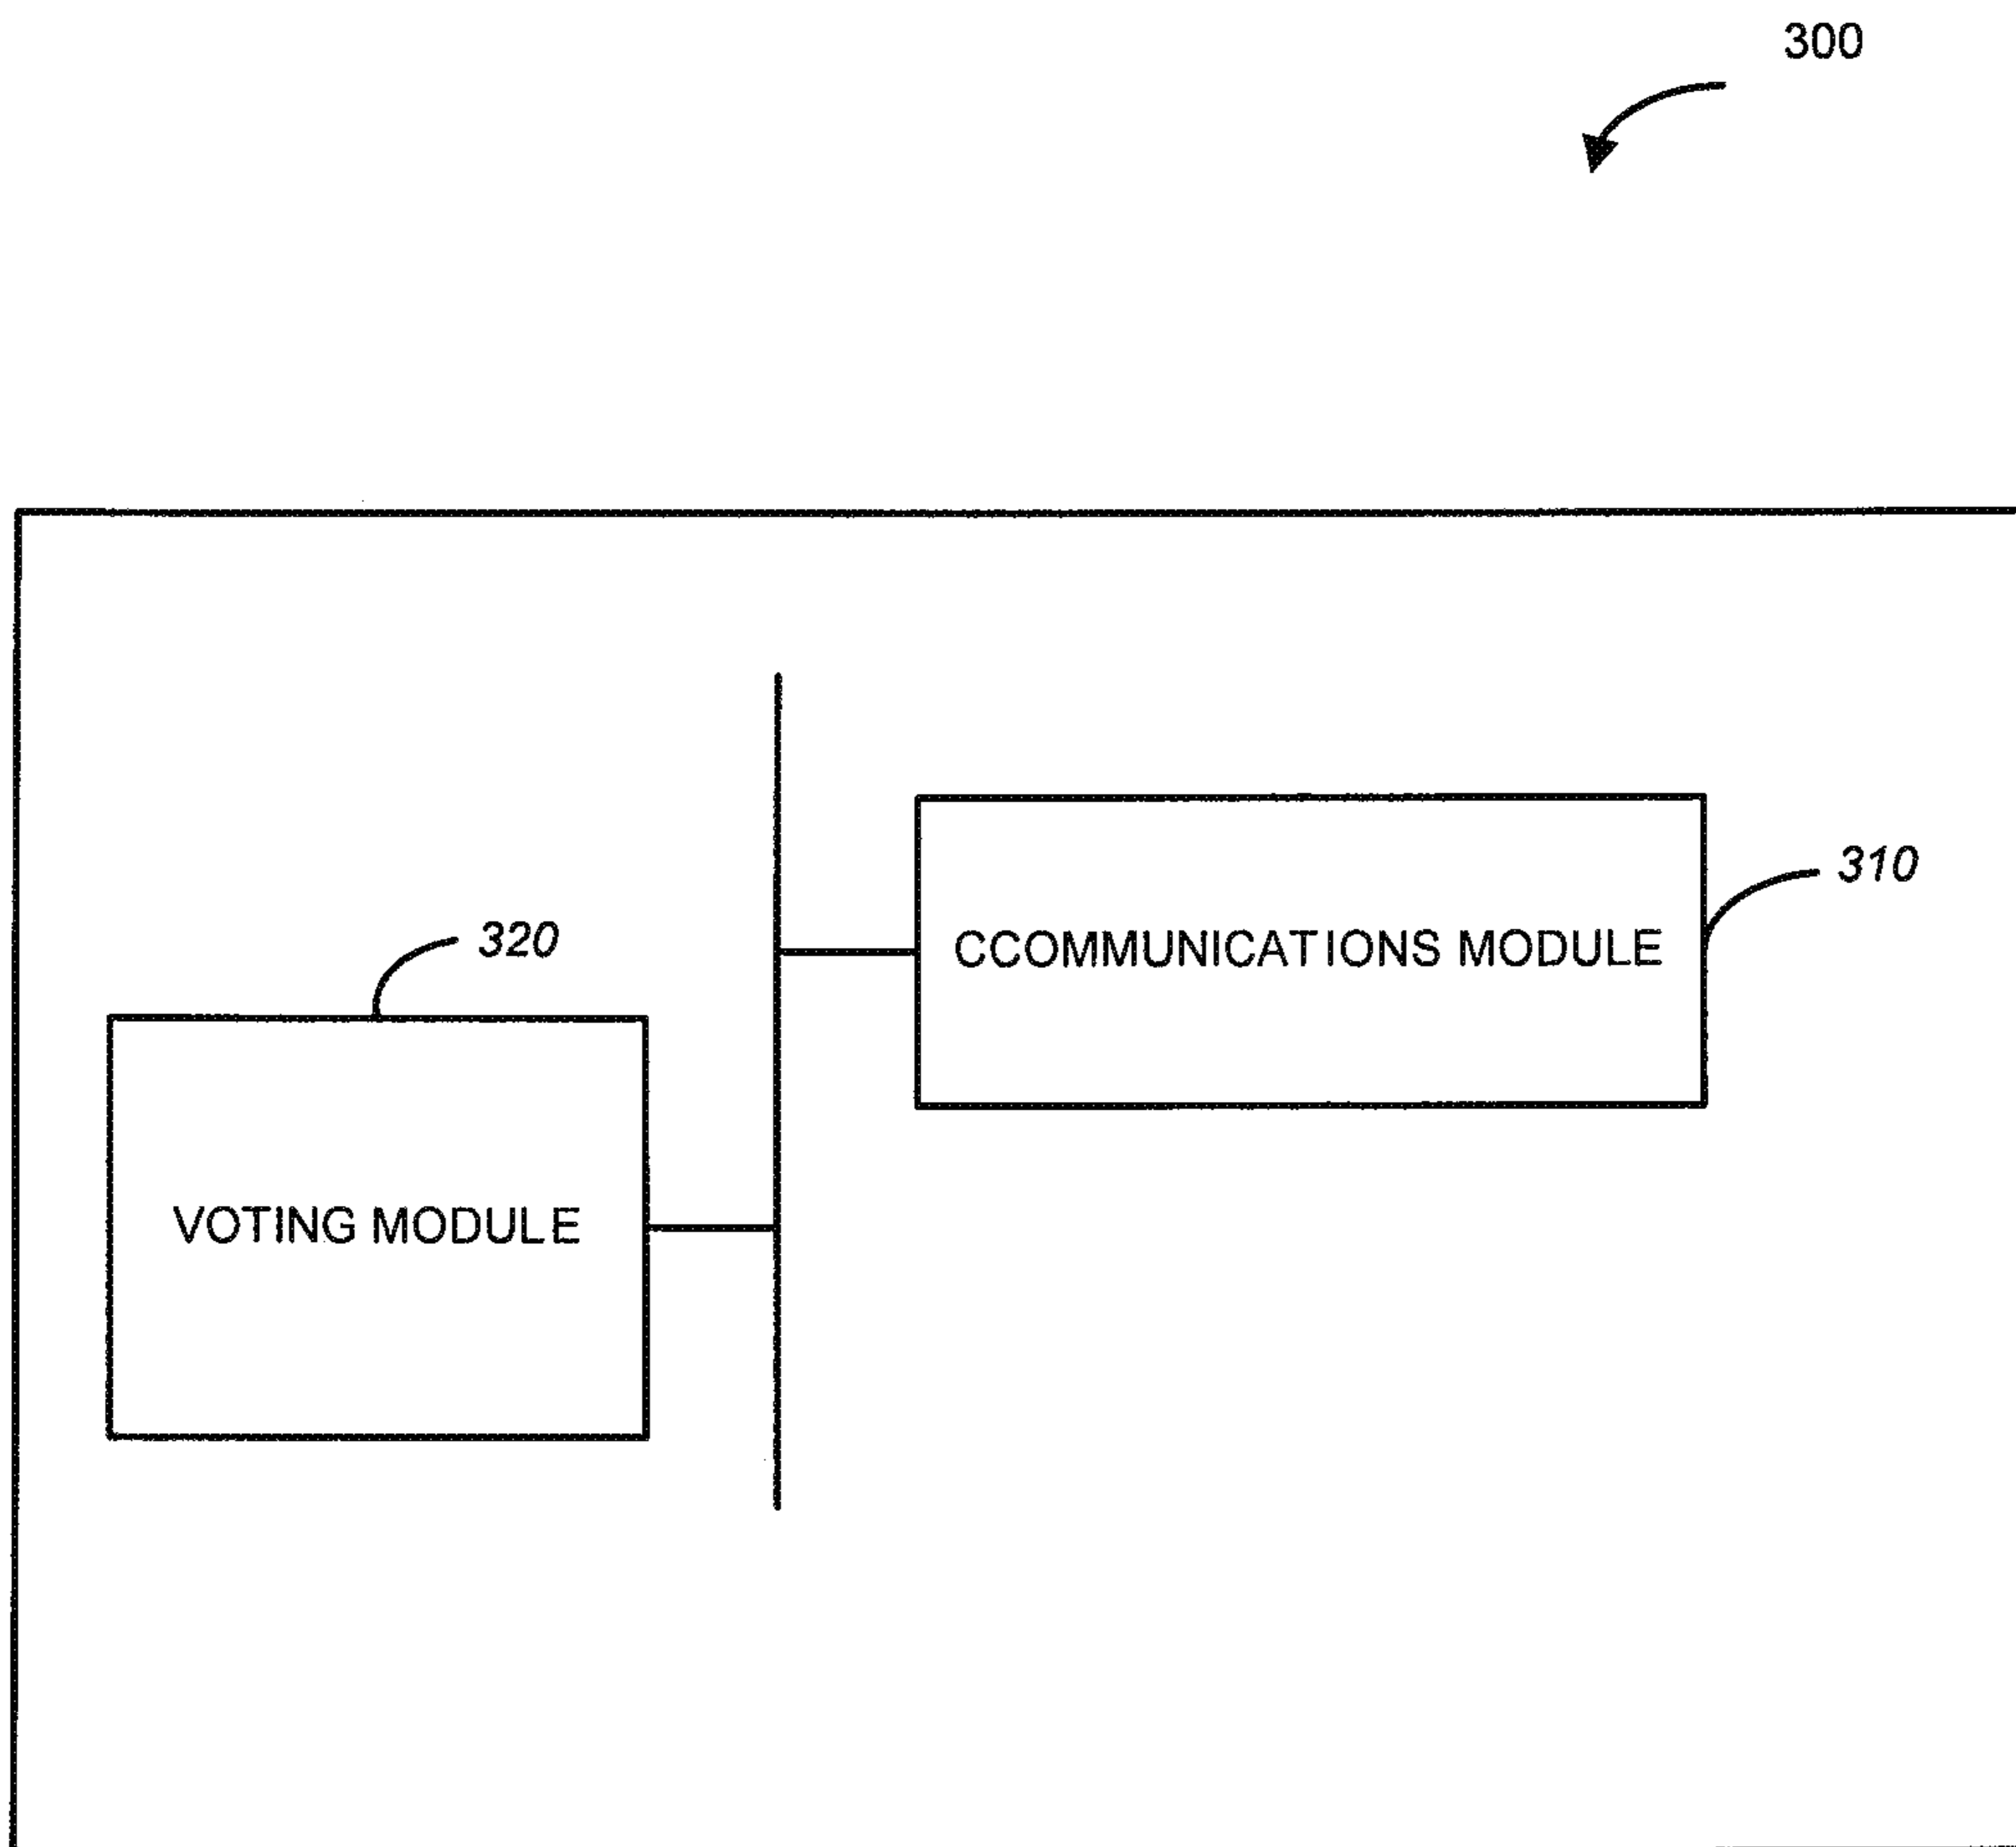 300
310
CCOMMUNICATIONS MODULE
320
VOTING MODULE